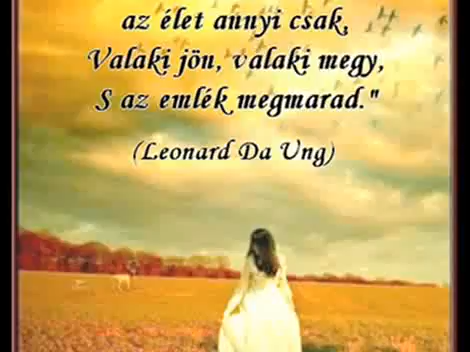 az élet annyi csak,
Valaki jön, valaki megy,
S az emlék megmarad."
(Leonard Da Ung)